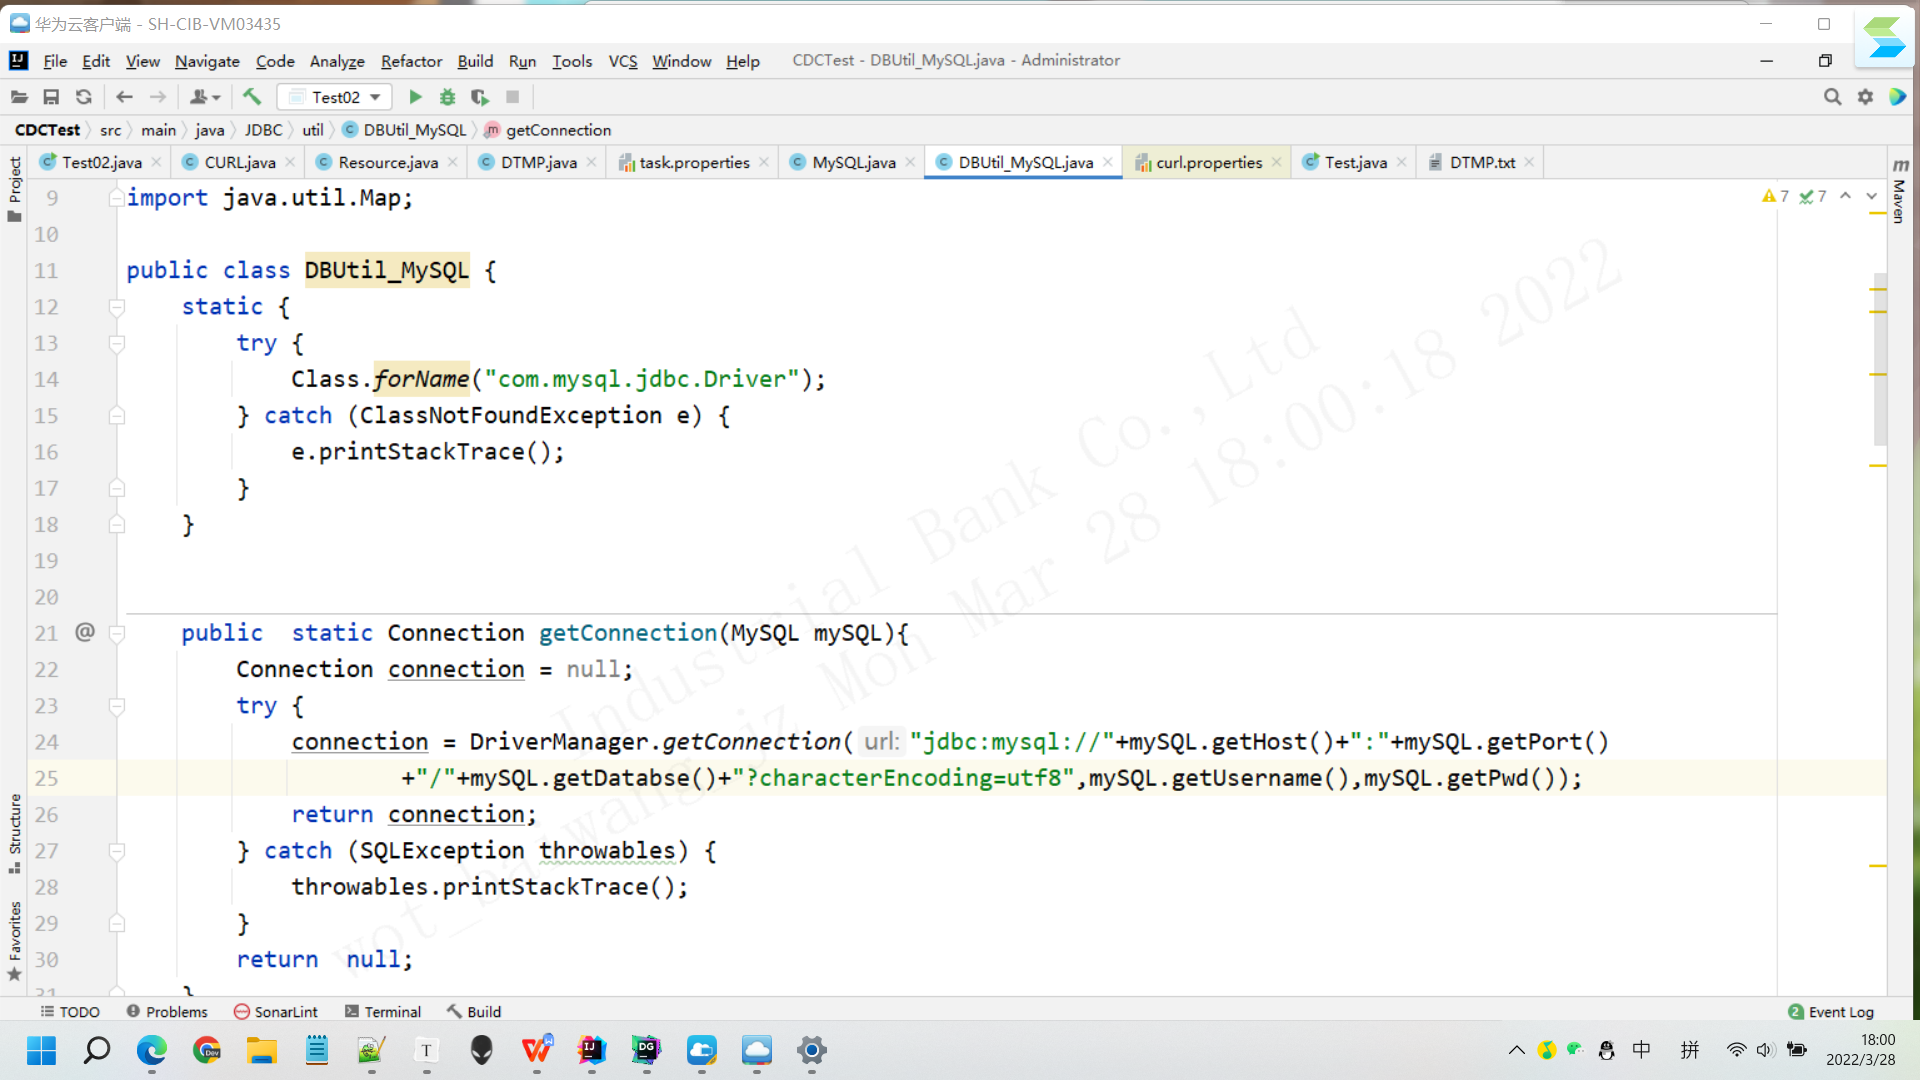 华为云客户端 - SH-CIB-VM03435
File Edit View Navigate Code Analyze Refactor Build Run Tools VCS Window Help CDCTest - DBUtil_MySQL.java - Administrator
Test02
CDCTest src main java JDBC util DBUtil_MySQL getConnection
Test02.java CURL.java Resource.java DTMP.java task.properties MySQL.java DBUtil_MySQL.java curl.properties Test.java DTMP.txt
Project
Maven
7 7
9 import java.util.Map;
10
11 public class DBUtil_MySQL {
12 static {
13 try {
14 Class.forName("com.mysql.jdbc.Driver");
15 } catch (ClassNotFoundException e) {
16 e.printStackTrace();
17 }
18 }
19
20
21 @ public static Connection getConnection(MySQL mySQL){
22 Connection connection = null;
23 try {
24 connection = DriverManager.getConnection( url: "jdbc:mysql://"+mySQL.getHost()+":"+mySQL.getPort()
25 +"/"+mySQL.getDatabse()+"?characterEncoding=utf8",mySQL.getUsername(),mySQL.getPwd());
26 return connection;
27 } catch (SQLException throwables) {
28 throwables.printStackTrace();
29 }
30 return null;
31 }
Industrial Bank Co.,Ltd
Mon Mar 28 18:00:18 2022
Structure
Favorites
TODO Problems SonarLint Terminal Build 2 Event Log
中 拼 18:00
2022/3/28